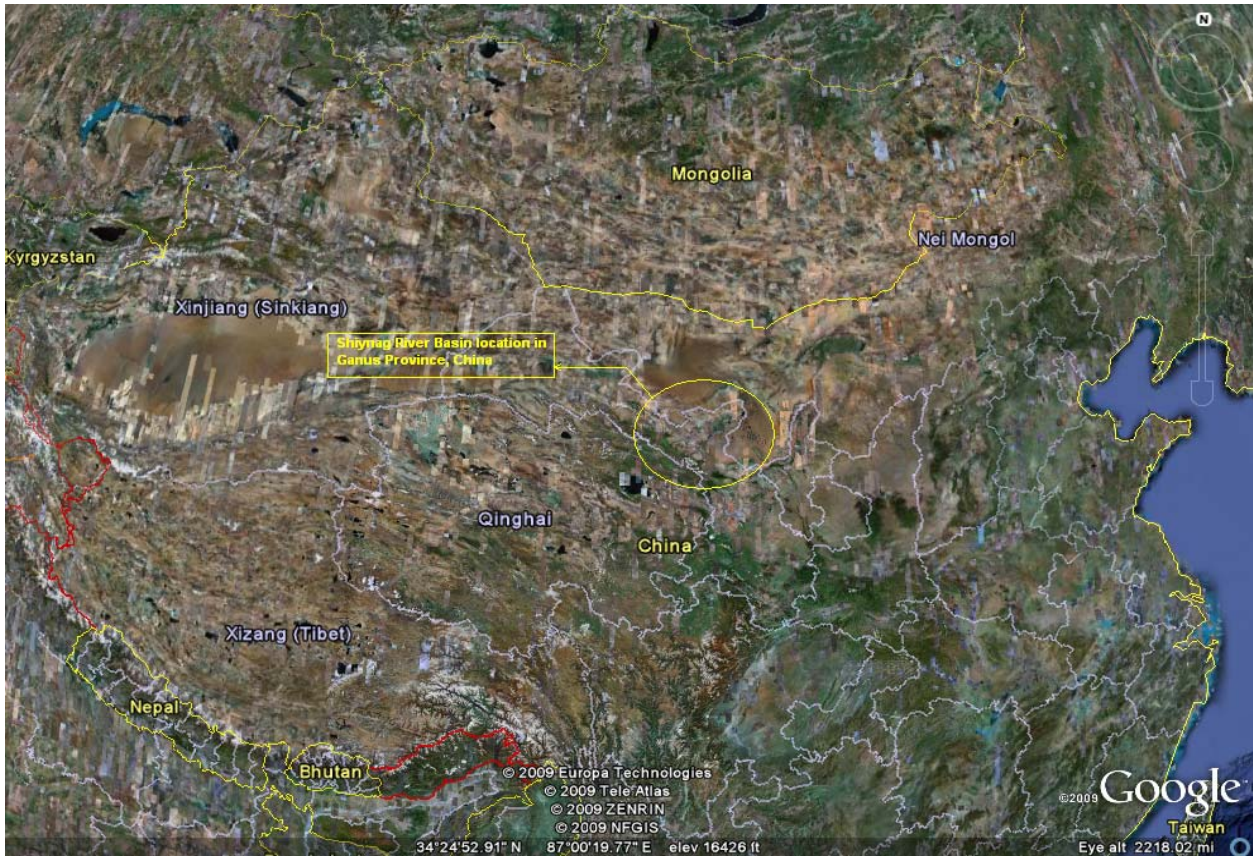 N
Mongolia
Nei Mongol
Kyrgyzstan
Xinjiang (Sinkiang)
Shiynag River Basin location in
Ganus Province, China
Qinghai
China
Xizang (Tibet)
Nepal
Bhutan
© 2009 Europa Technologies
© 2009 Tele Atlas
© 2009 ZENRIN
© 2009 NFGIS
©2009 Google
Taiwan
34°24'52.91" N 87°00'19.77" E elev 16426 ft
Eye alt 2218.02 mi